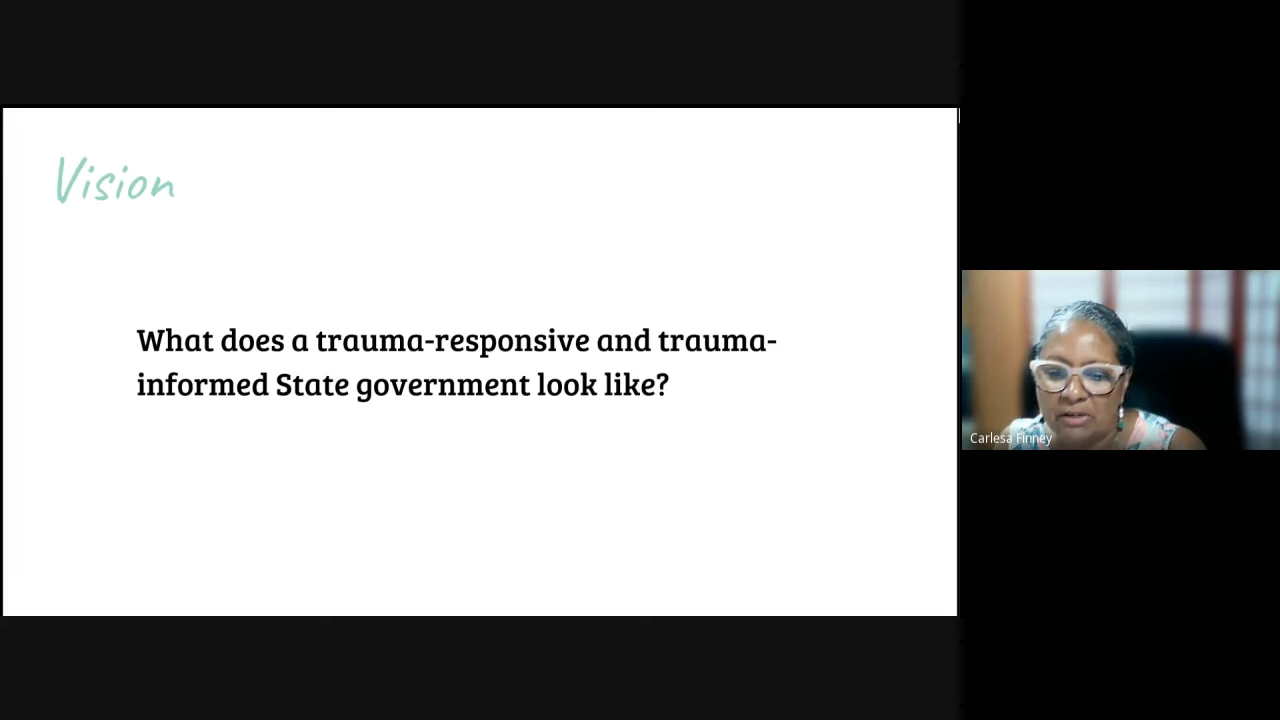 Vision
What does a trauma-responsive and trauma-
informed State government look like?
Carlesa Finney